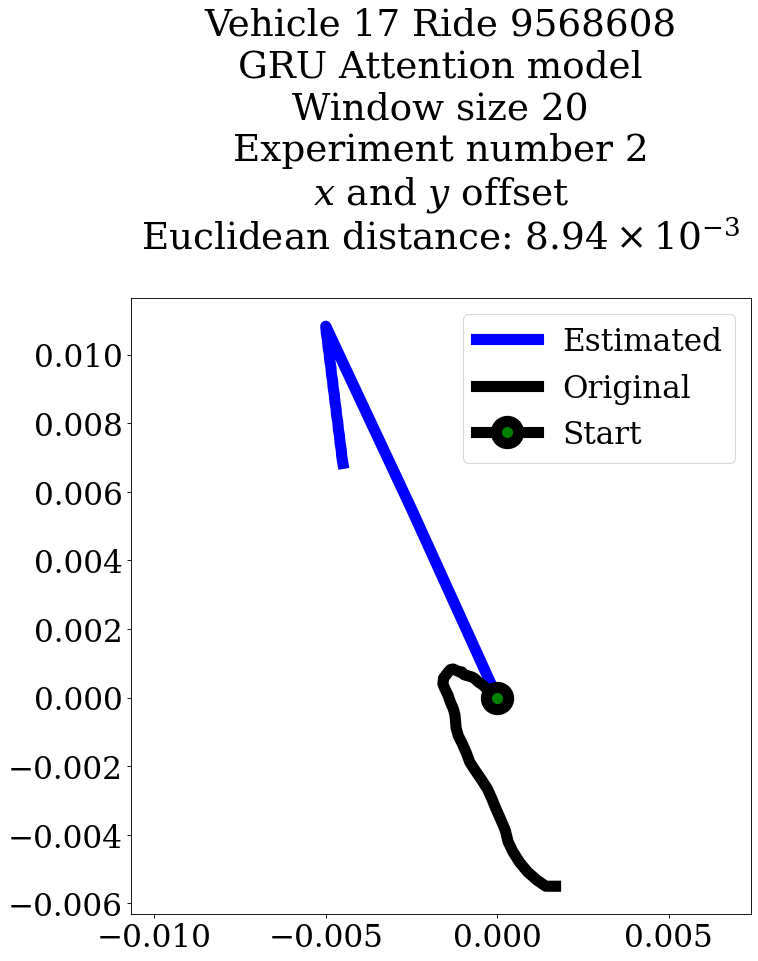 Vehicle 17 Ride 9568608
GRU Attention model
Window size 20
Experiment number 2
x and y offset
Euclidean distance: 8.94 × 10⁻³
Estimated
Original
Start
0.010
0.008
0.006
0.004
0.002
0.000
−0.002
−0.004
−0.006
−0.010 −0.005 0.000 0.005